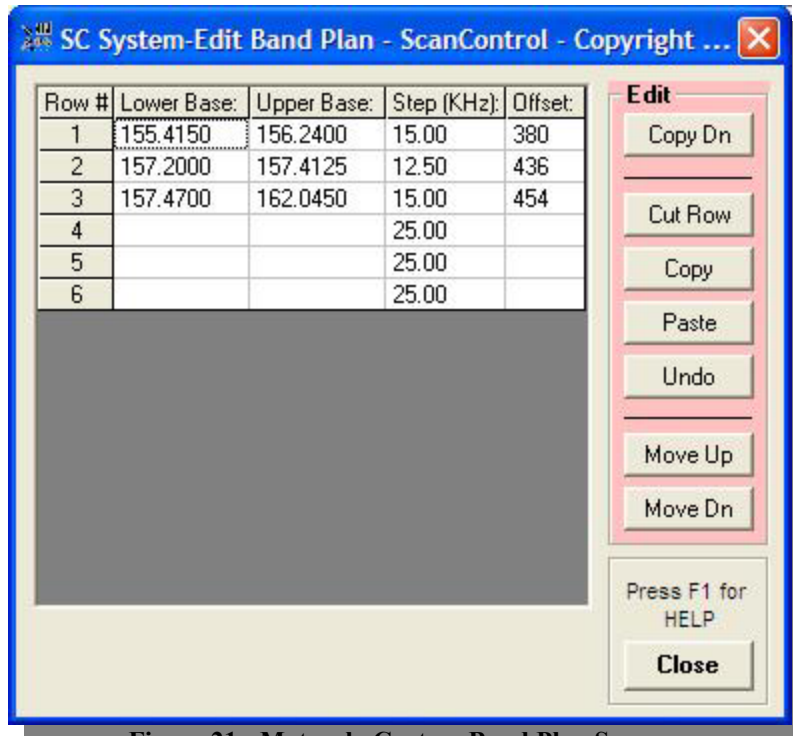 SC System-Edit Band Plan - ScanControl - Copyright ...
Row # Lower Base: Upper Base: Step (KHz): Offset:
1 155.4150 156.2400 15.00 380
2 157.2000 157.4125 12.50 436
3 157.4700 162.0450 15.00 454
4 25.00
5 25.00
6 25.00
Edit
Copy Dn
Cut Row
Copy
Paste
Undo
Move Up
Move Dn
Press F1 for
HELP
Close